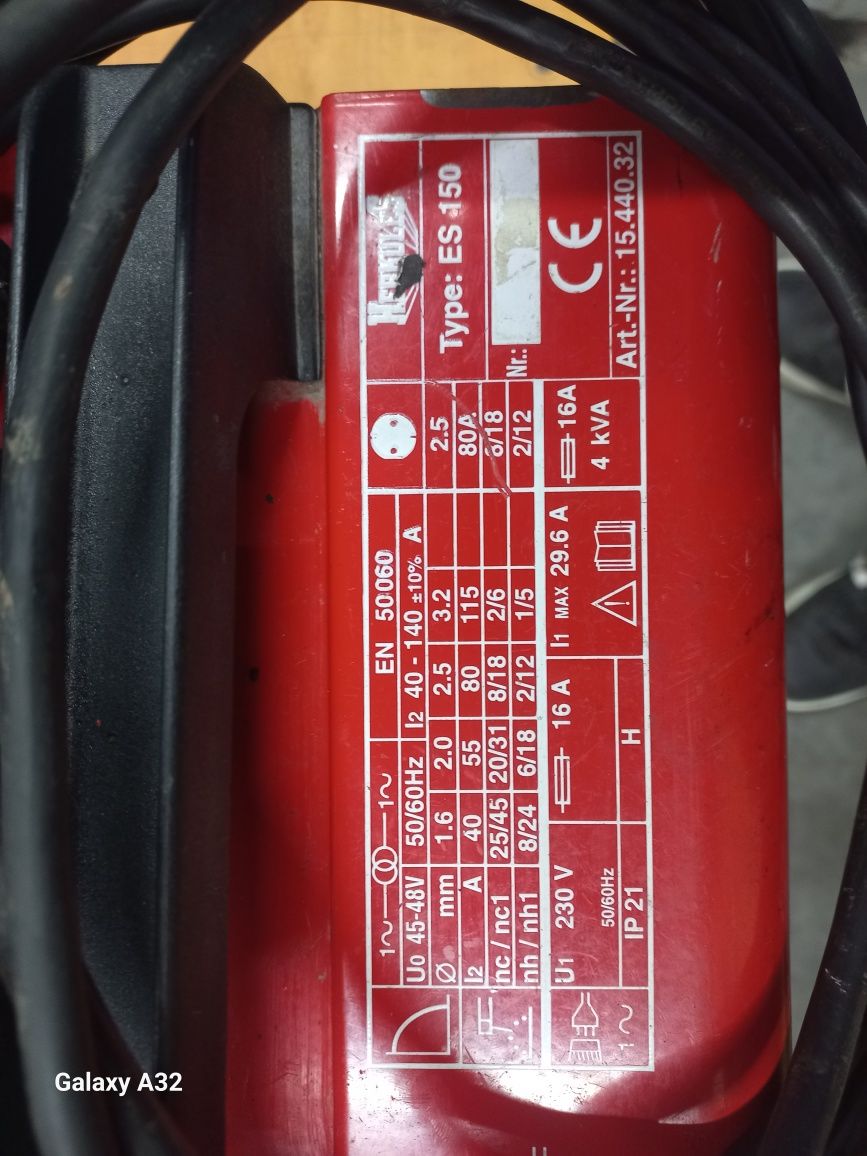 HERKULES
Type: ES 150
Nr.:
CE
Art.-Nr.: 15.440.32
1~ 1~
EN 50060
U0 45-48V 50/60Hz I2 40 - 140 ±10% A
Ø mm 1.6 2.0 2.5 3.2 2.5
I2 A 40 55 80 115 80A
nc / nc1 25/45 20/31 8/18 2/6 8/18
nh / nh1 8/24 6/18 2/12 1/5 2/12
U1 230 V 16 A I1 MAX 29.6 A 16A
1~ 50/60Hz 4 kVA
IP 21 H
Galaxy A32